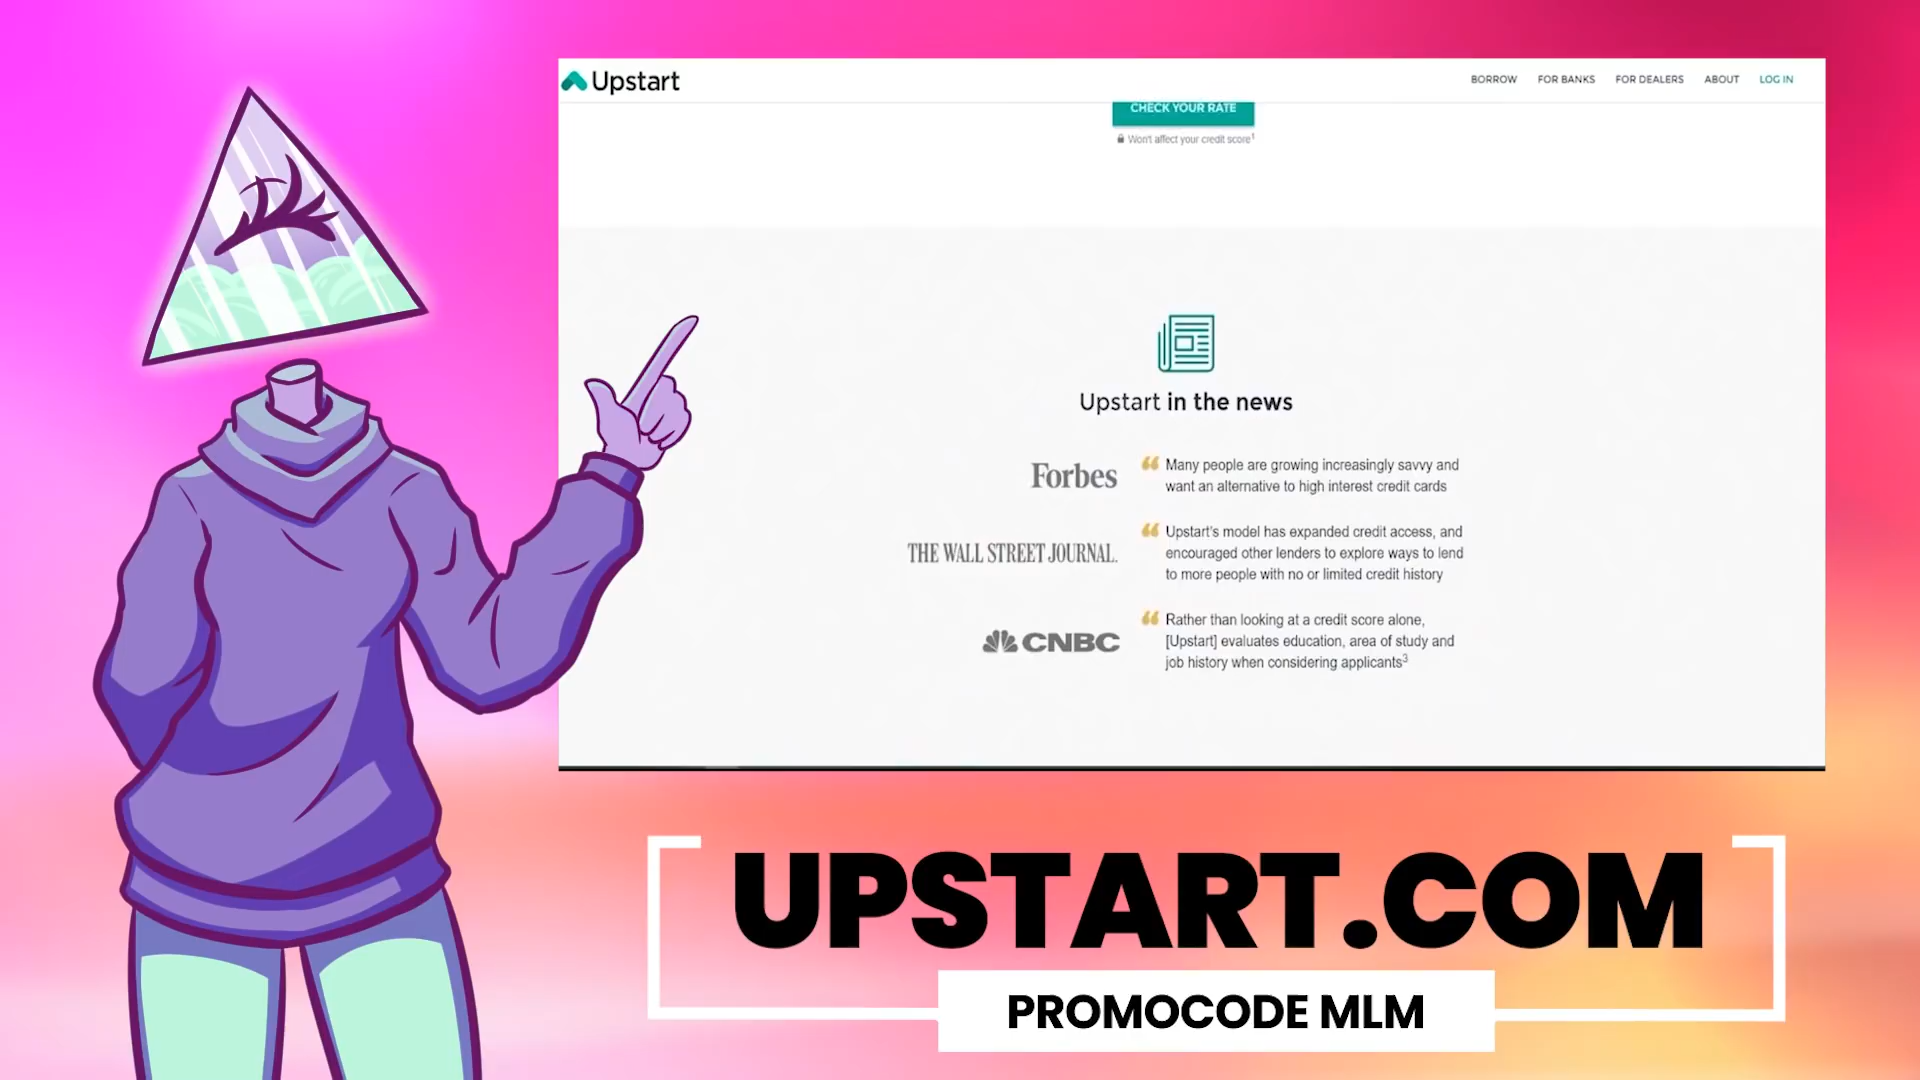 Upstart
BORROW FOR BANKS FOR DEALERS ABOUT LOG IN
CHECK YOUR RATE
Won't affect your credit score1
Upstart in the news
Forbes
“ Many people are growing increasingly savvy and
want an alternative to high interest credit cards
THE WALL STREET JOURNAL.
“ Upstart's model has expanded credit access, and
encouraged other lenders to explore ways to lend
to more people with no or limited credit history
CNBC
“ Rather than looking at a credit score alone,
[Upstart] evaluates education, area of study and
job history when considering applicants3
UPSTART.COM
PROMOCODE MLM